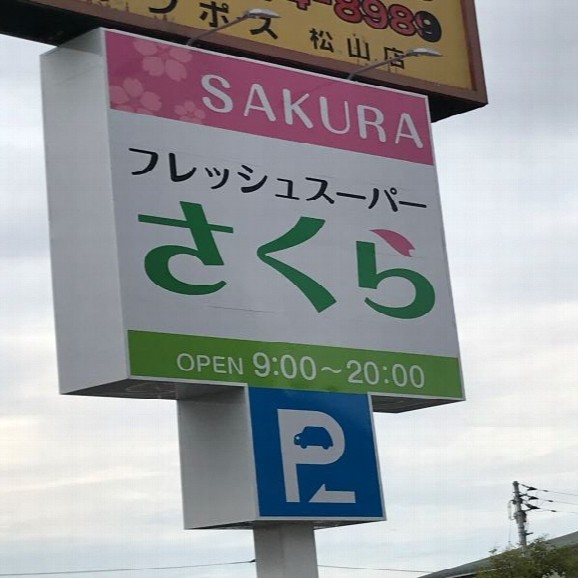 4-8989
ポス 松山店
SAKURA
フレッシュスーパー
さくら
OPEN 9:00～20:00
P